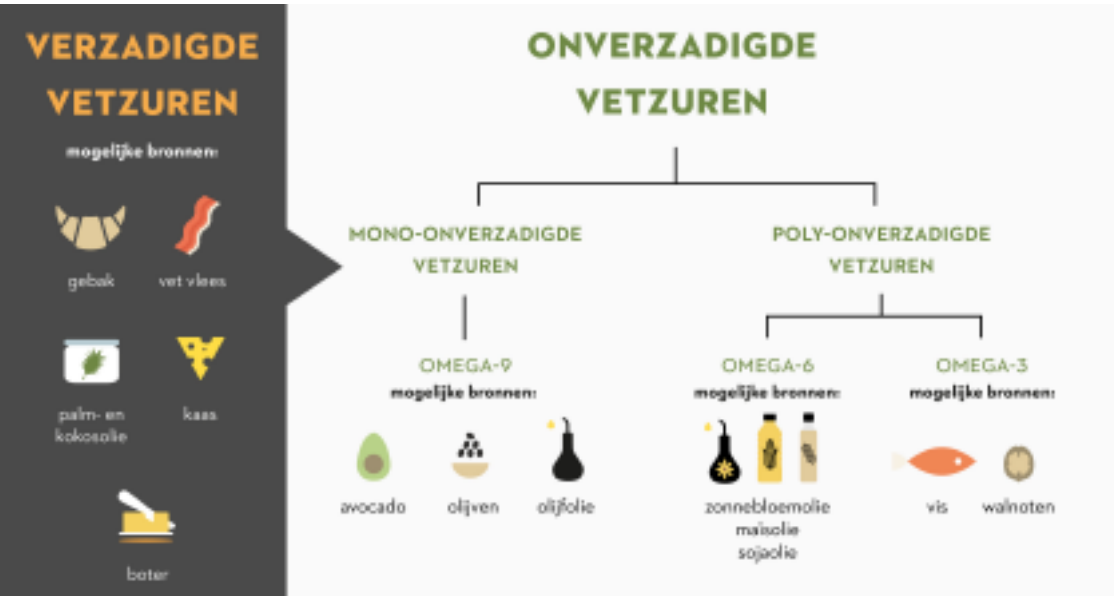 VERZADIGDE
VETZUREN
mogelijke bronnen:
gebak
vet vlees
palm- en
kokosolie
kaas
boter
ONVERZADIGDE
VETZUREN
MONO-ONVERZADIGDE
VETZUREN
OMEGA-9
mogelijke bronnen:
avocado
olijven
olijfolie
POLY-ONVERZADIGDE
VETZUREN
OMEGA-6
mogelijke bronnen:
zonnebloemolie
maïsolie
sojaolie
OMEGA-3
mogelijke bronnen:
vis
walnoten